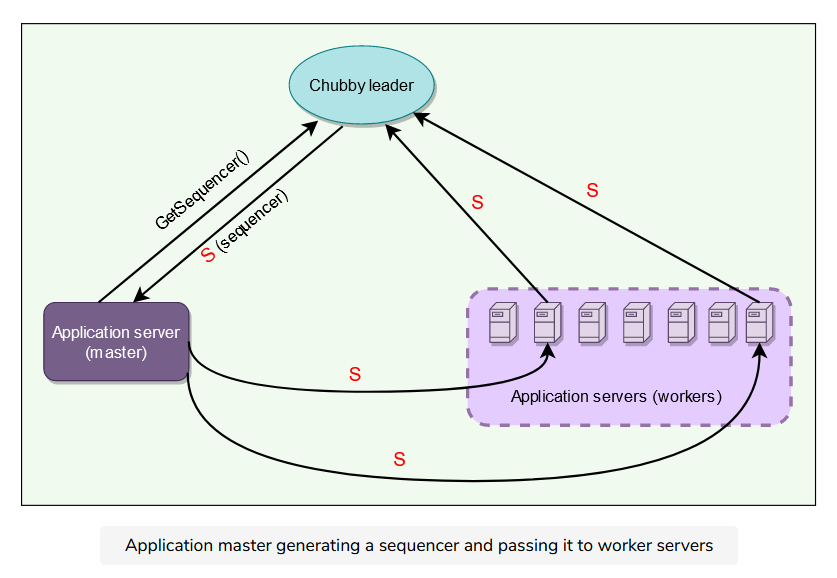 Chubby leader
GetSequencer()
S (sequencer)
S
S
Application server
(master)
S
Application servers (workers)
S
Application master generating a sequencer and passing it to worker servers